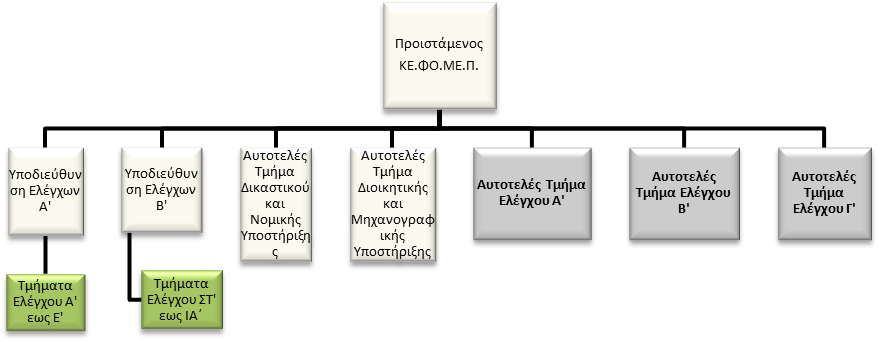 Προιστάμενος
ΚΕ.ΦΟ.ΜΕ.Π.
Υποδιεύθυν
ση Ελέγχων
Α'
Υποδιεύθυν
ση Ελέγχων
Β'
Αυτοτελές
Τμήμα
Δικαστικού
και
Νομικής
Υποστήριξη
ς
Αυτοτελές
Τμήμα
Διοικητικής
και
Μηχανογραφ
ικής
Υποστήριξης
Αυτοτελές Τμήμα
Ελέγχου Α'
Αυτοτελές
Τμήμα Ελέγχου
Β'
Αυτοτελές
Τμήμα
Ελέγχου Γ'
Τμήματα
Ελέγχου Α'
εως Ε'
Τμήματα
Ελέγχου ΣΤ'
εως ΙΑ΄